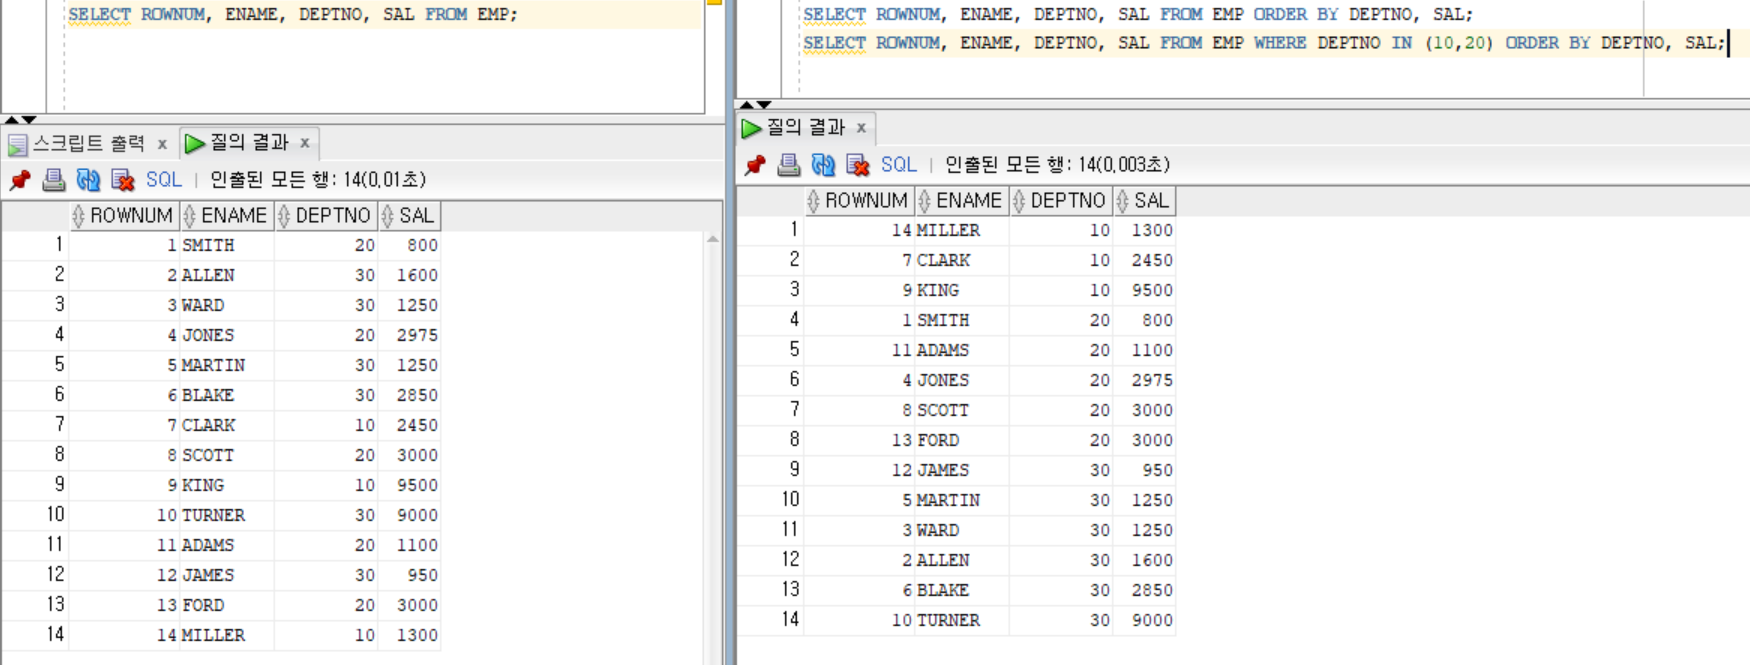 SELECT ROWNUM, ENAME, DEPTNO, SAL FROM EMP;
스크립트 출력 x 질의 결과 x
SQL | 인출된 모든 행: 14(0,01초)
ROWNUM ENAME DEPTNO SAL
1 1 SMITH 20 800
2 2 ALLEN 30 1600
3 3 WARD 30 1250
4 4 JONES 20 2975
5 5 MARTIN 30 1250
6 6 BLAKE 30 2850
7 7 CLARK 10 2450
8 8 SCOTT 20 3000
9 9 KING 10 9500
10 10 TURNER 30 9000
11 11 ADAMS 20 1100
12 12 JAMES 30 950
13 13 FORD 20 3000
14 14 MILLER 10 1300
SELECT ROWNUM, ENAME, DEPTNO, SAL FROM EMP ORDER BY DEPTNO, SAL;
SELECT ROWNUM, ENAME, DEPTNO, SAL FROM EMP WHERE DEPTNO IN (10,20) ORDER BY DEPTNO, SAL;
질의 결과 x
SQL | 인출된 모든 행: 14(0,003초)
ROWNUM ENAME DEPTNO SAL
1 14 MILLER 10 1300
2 7 CLARK 10 2450
3 9 KING 10 9500
4 1 SMITH 20 800
5 11 ADAMS 20 1100
6 4 JONES 20 2975
7 8 SCOTT 20 3000
8 13 FORD 20 3000
9 12 JAMES 30 950
10 5 MARTIN 30 1250
11 3 WARD 30 1250
12 2 ALLEN 30 1600
13 6 BLAKE 30 2850
14 10 TURNER 30 9000